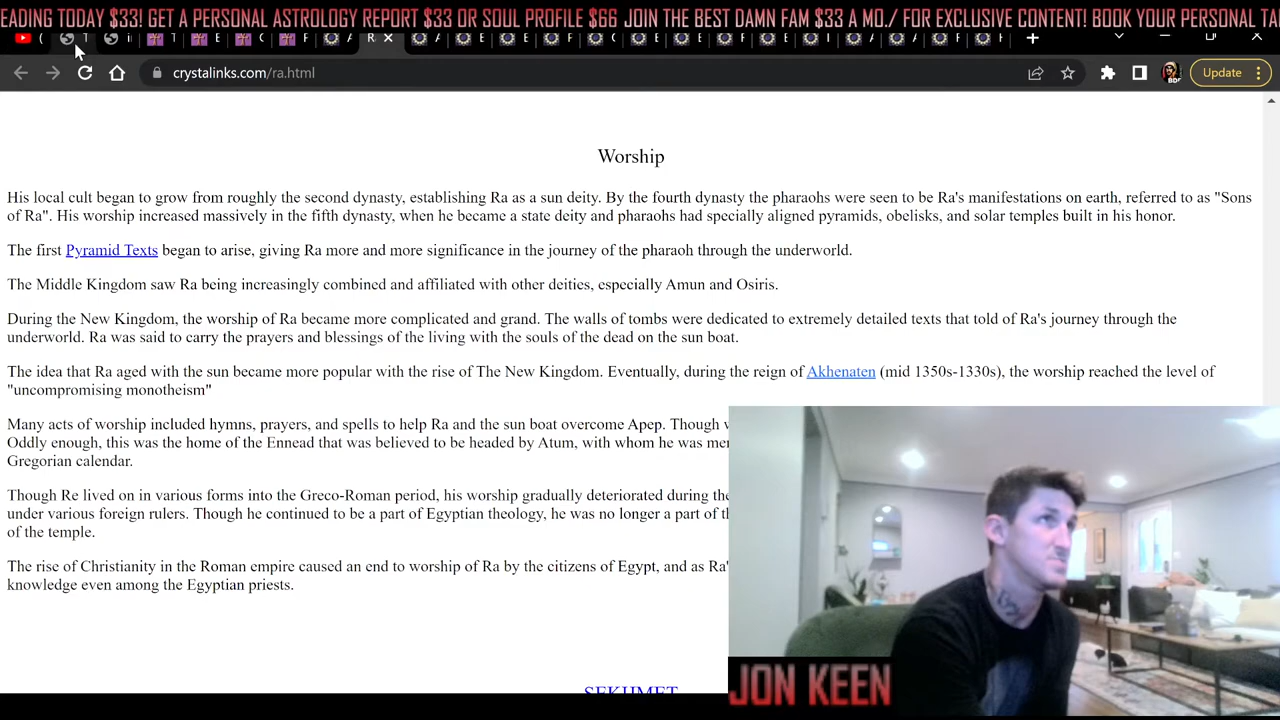 EADING TODAY $33! GET A PERSONAL ASTROLOGY REPORT $33 OR SOUL PROFILE $66 JOIN THE BEST DAMN FAM $33 A MO./ FOR EXCLUSIVE CONTENT! BOOK YOUR PERSONAL TA
crystalinks.com/ra.html
Update
Worship
His local cult began to grow from roughly the second dynasty, establishing Ra as a sun deity. By the fourth dynasty the pharaohs were seen to be Ra's manifestations on earth, referred to as "Sons
of Ra". His worship increased massively in the fifth dynasty, when he became a state deity and pharaohs had specially aligned pyramids, obelisks, and solar temples built in his honor.
The first Pyramid Texts began to arise, giving Ra more and more significance in the journey of the pharaoh through the underworld.
The Middle Kingdom saw Ra being increasingly combined and affiliated with other deities, especially Amun and Osiris.
During the New Kingdom, the worship of Ra became more complicated and grand. The walls of tombs were dedicated to extremely detailed texts that told of Ra's journey through the
underworld. Ra was said to carry the prayers and blessings of the living with the souls of the dead on the sun boat.
The idea that Ra aged with the sun became more popular with the rise of The New Kingdom. Eventually, during the reign of Akhenaten (mid 1350s-1330s), the worship reached the level of
"uncompromising monotheism"
Many acts of worship included hymns, prayers, and spells to help Ra and the sun boat overcome Apep. Though
Oddly enough, this was the home of the Ennead that was believed to be headed by Atum, with whom he was
Gregorian calendar.
Though Re lived on in various forms into the Greco-Roman period, his worship gradually deteriorated during the
under various foreign rulers. Though he continued to be a part of Egyptian theology, he was no longer a part of
of the temple.
The rise of Christianity in the Roman empire caused an end to worship of Ra by the citizens of Egypt, and as Ra'
knowledge even among the Egyptian priests.
SEKHMET
JON KEEN